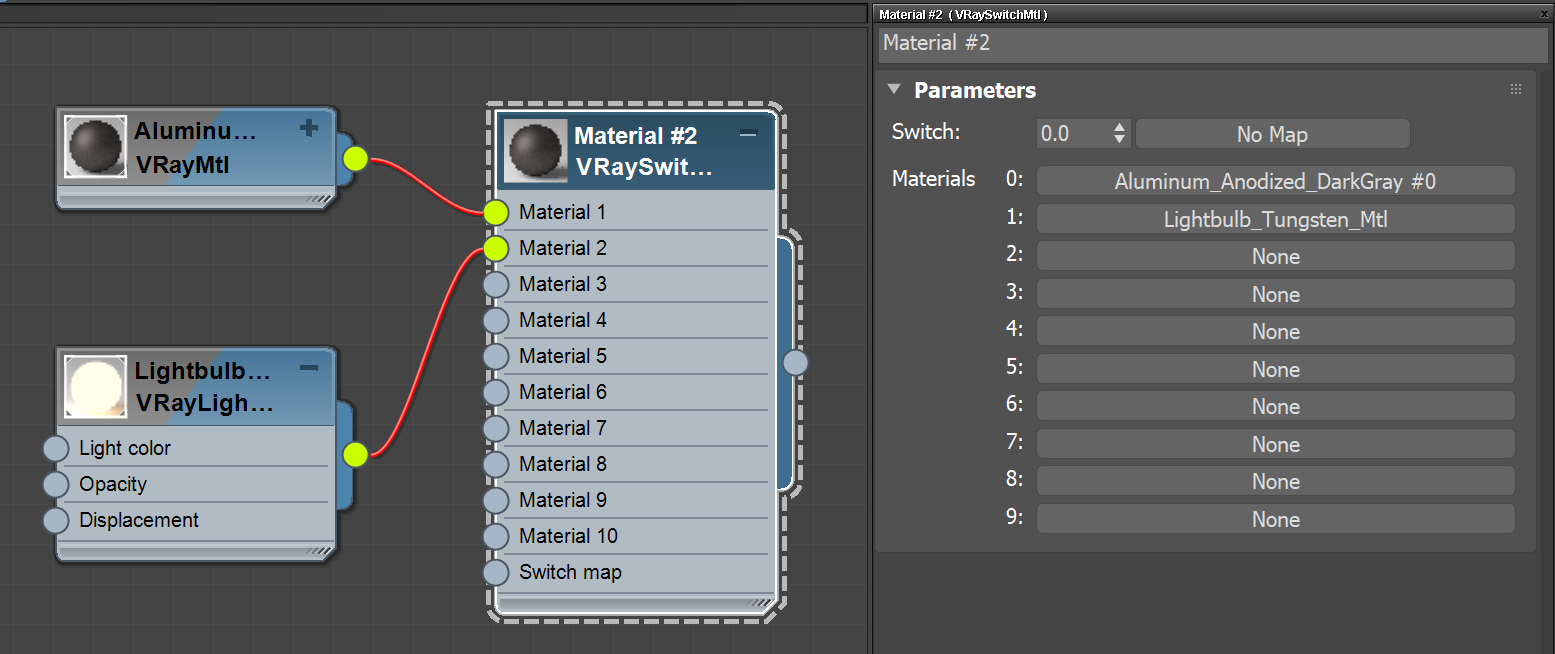 Aluminu...
VRayMtl
Lightbulb...
VRayLigh...
Light color
Opacity
Displacement
Material #2
VRaySwit...
Material 1
Material 2
Material 3
Material 4
Material 5
Material 6
Material 7
Material 8
Material 9
Material 10
Switch map
Material #2 ( VRaySwitchMtl ) x
Material #2
Parameters
Switch: 0.0 No Map
Materials 0: Aluminum_Anodized_DarkGray #0
1: Lightbulb_Tungsten_Mtl
2: None
3: None
4: None
5: None
6: None
7: None
8: None
9: None